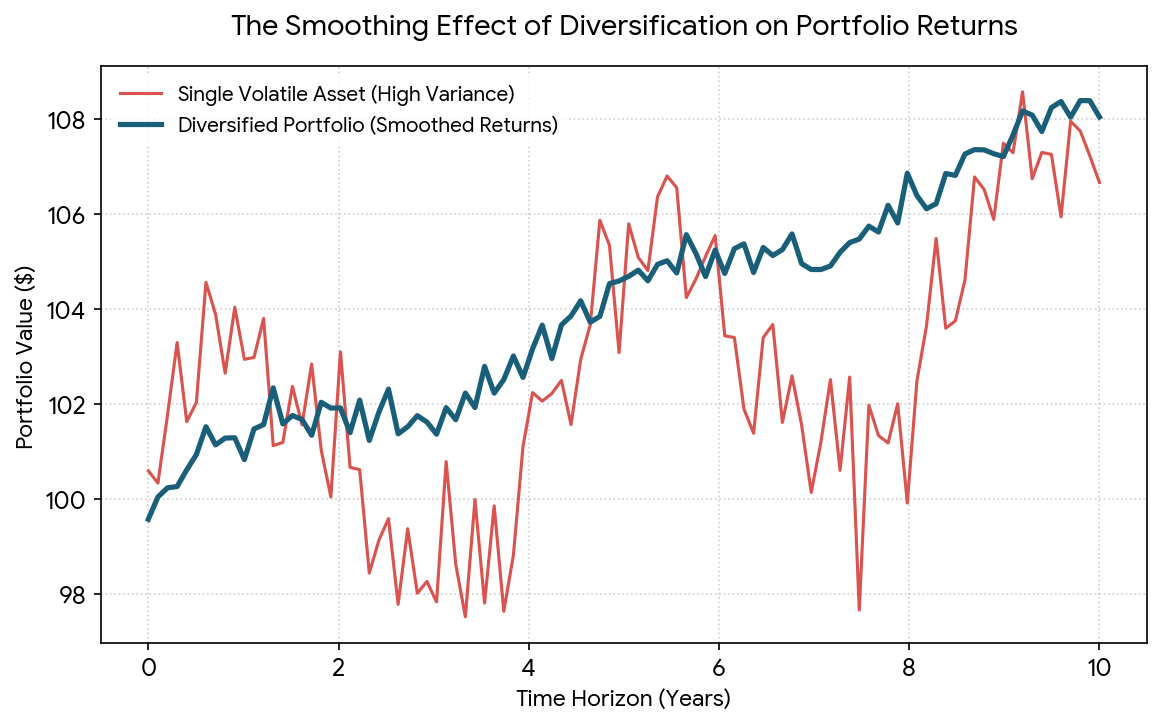 The Smoothing Effect of Diversification on Portfolio Returns
Single Volatile Asset (High Variance)
Diversified Portfolio (Smoothed Returns)
Portfolio Value ($)
108
106
104
102
100
98
0 2 4 6 8 10
Time Horizon (Years)